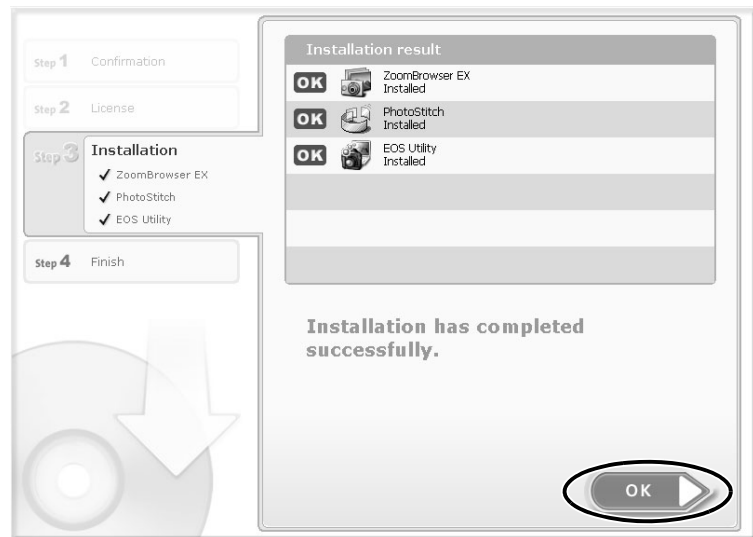 Step 1 Confirmation
Step 2 License
Step 3 Installation
ZoomBrowser EX
PhotoStitch
EOS Utility
Step 4 Finish
Installation result
OK ZoomBrowser EX
Installed
OK PhotoStitch
Installed
OK EOS Utility
Installed
Installation has completed
successfully.
OK